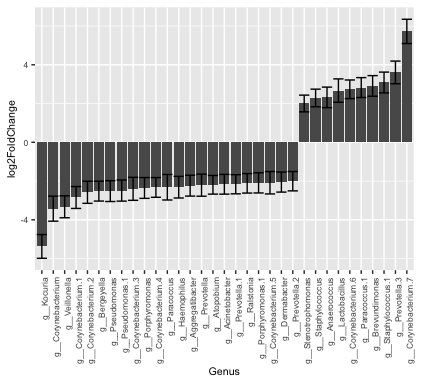 log2FoldChange
4
0
-4
g__Kocuria
g__Corynebacterium
g__Veillonella
g__Corynebacterium.1
g__Corynebacterium.2
g__Bergeyella
g__Pseudomonas
g__Pseudomonas.1
g__Corynebacterium.3
g__Porphyromonas
g__Corynebacterium.4
g__Paracoccus
g__Haemophilus
g__Aggregatibacter
g__Prevotella
g__Atopobium
g__Acinetobacter
g__Prevotella.1
g__Ralstonia
g__Porphyromonas.1
g__Corynebacterium.5
g__Dermabacter
g__Prevotella.2
g__Stenotrophomonas
g__Staphylococcus
g__Anaerococcus
g__Lactobacillus
g__Corynebacterium.6
g__Paracoccus.1
g__Brevundimonas
g__Staphylococcus.1
g__Prevotella.3
g__Corynebacterium.7
Genus